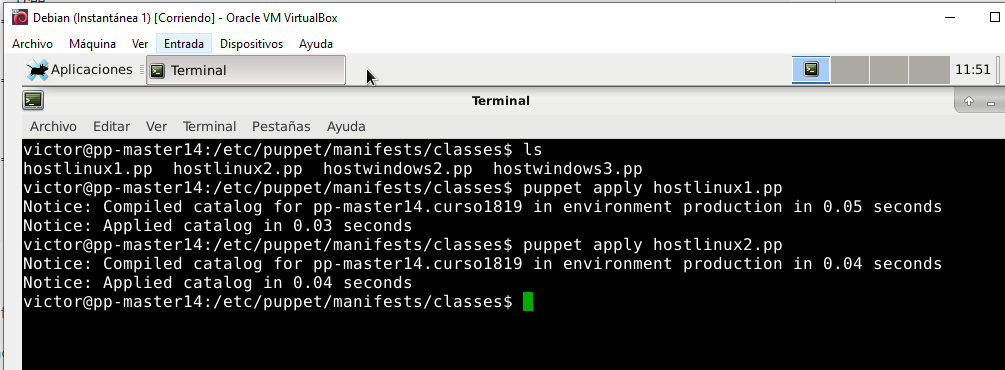 Debian (Instantánea 1) [Corriendo] - Oracle VM VirtualBox
Archivo Máquina Ver Entrada Dispositivos Ayuda
Aplicaciones Terminal 11:51
Terminal
Archivo Editar Ver Terminal Pestañas Ayuda
victor@pp-master14:/etc/puppet/manifests/classes$ ls
hostlinux1.pp hostlinux2.pp hostwindows2.pp hostwindows3.pp
victor@pp-master14:/etc/puppet/manifests/classes$ puppet apply hostlinux1.pp
Notice: Compiled catalog for pp-master14.curso1819 in environment production in 0.05 seconds
Notice: Applied catalog in 0.03 seconds
victor@pp-master14:/etc/puppet/manifests/classes$ puppet apply hostlinux2.pp
Notice: Compiled catalog for pp-master14.curso1819 in environment production in 0.04 seconds
Notice: Applied catalog in 0.04 seconds
victor@pp-master14:/etc/puppet/manifests/classes$